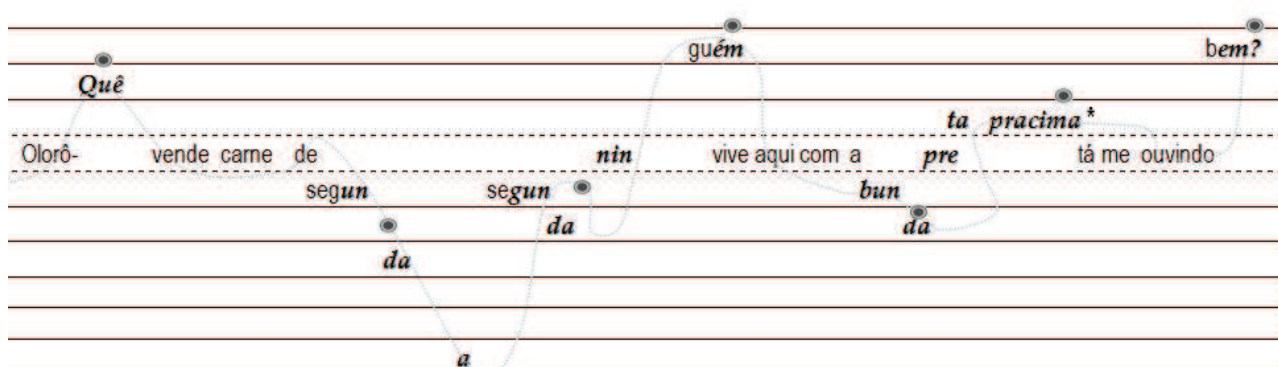 Olorô- Quê vende carne de segun da a segun da nin guém vive aqui com a bun da pre ta pracima* tá me ouvindo bem?